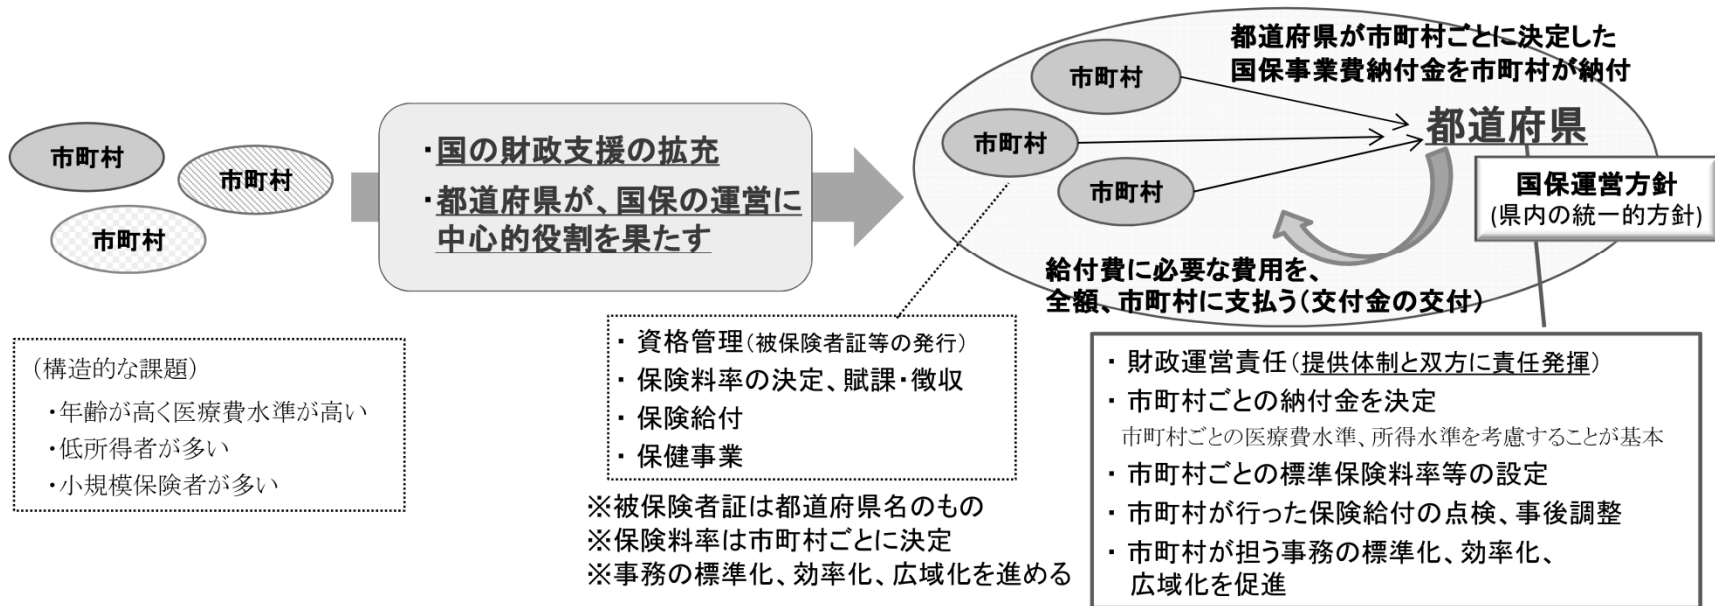 市町村
市町村
市町村
・国の財政支援の拡充
・都道府県が、国保の運営に
中心的役割を果たす
都道府県が市町村ごとに決定した
国保事業費納付金を市町村が納付
市町村
市町村
市町村
都道府県
国保運営方針
(県内の統一的方針)
給付費に必要な費用を、
全額、市町村に支払う(交付金の交付)
(構造的な課題)
・年齢が高く医療費水準が高い
・低所得者が多い
・小規模保険者が多い
・ 資格管理(被保険者証等の発行)
・ 保険料率の決定、賦課・徴収
・ 保険給付
・ 保健事業
※被保険者証は都道府県名のもの
※保険料率は市町村ごとに決定
※事務の標準化、効率化、広域化を進める
・ 財政運営責任(提供体制と双方に責任発揮)
・ 市町村ごとの納付金を決定
市町村ごとの医療費水準、所得水準を考慮することが基本
・ 市町村ごとの標準保険料率等の設定
・ 市町村が行った保険給付の点検、事後調整
・ 市町村が担う事務の標準化、効率化、
広域化を促進